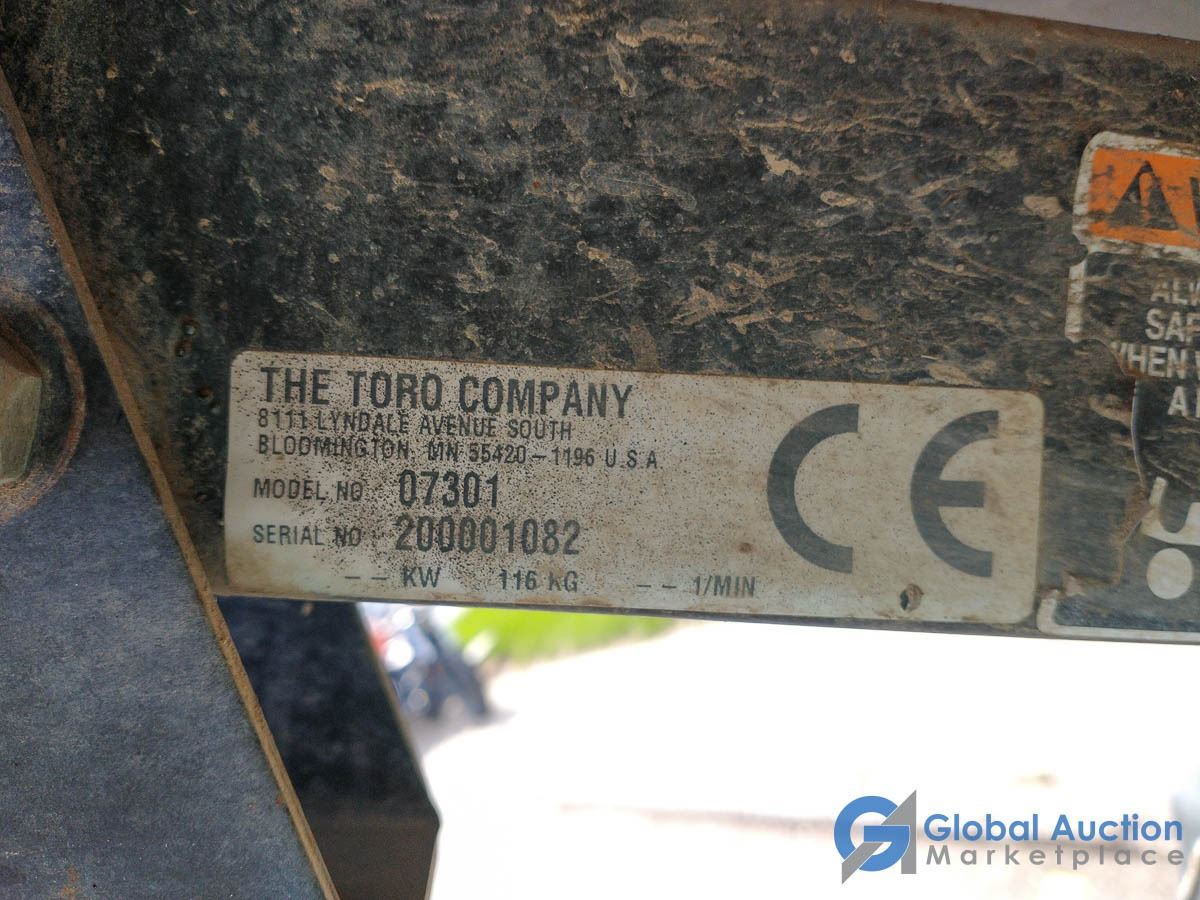 THE TORO COMPANY
8111 LYNDALE AVENUE SOUTH
BLOOMINGTON, MN 55420-1196 U.S.A.
MODEL NO 07301
SERIAL NO 200001082
-- KW 116 KG -- 1/MIN
CE
WHEN
Global Auction
Marketplace